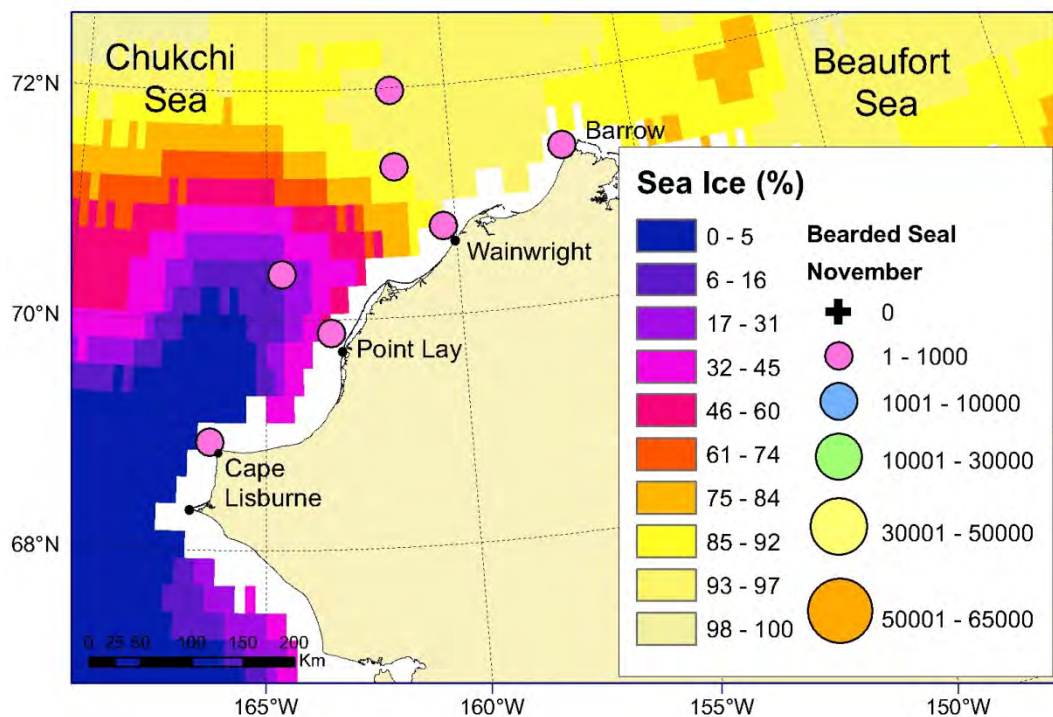 Chukchi
Sea
Beaufort
Sea
72°N
70°N
68°N
Barrow
Wainwright
Point Lay
Cape
Lisburne
Sea Ice (%)
0 - 5
6 - 16
17 - 31
32 - 45
46 - 60
61 - 74
75 - 84
85 - 92
93 - 97
98 - 100
Bearded Seal
November
0
1 - 1000
1001 - 10000
10001 - 30000
30001 - 50000
50001 - 65000
0 25 50 100 150 200
Km
165°W
160°W
155°W
150°W